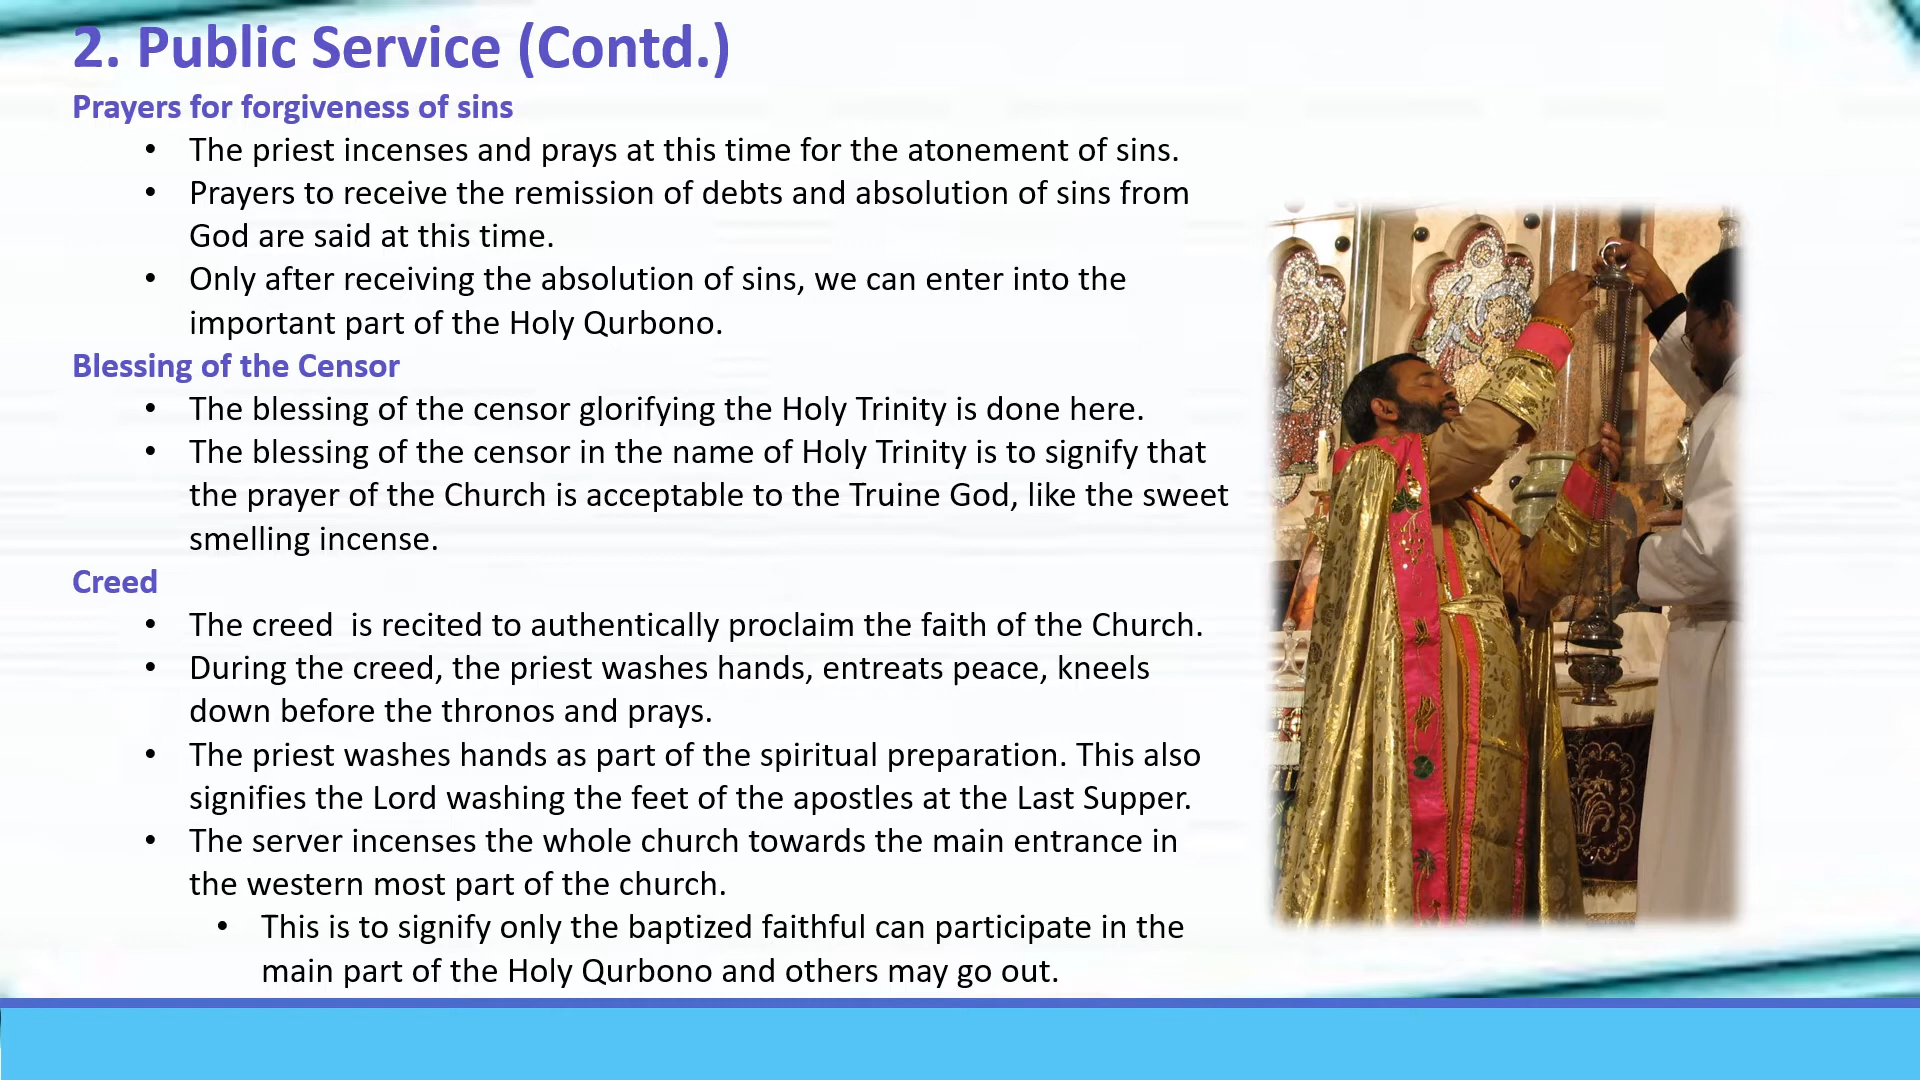 2. Public Service (Contd.)
Prayers for forgiveness of sins
• The priest incenses and prays at this time for the atonement of sins.
• Prayers to receive the remission of debts and absolution of sins from
God are said at this time.
• Only after receiving the absolution of sins, we can enter into the
important part of the Holy Qurbono.
Blessing of the Censor
• The blessing of the censor glorifying the Holy Trinity is done here.
• The blessing of the censor in the name of Holy Trinity is to signify that
the prayer of the Church is acceptable to the Truine God, like the sweet
smelling incense.
Creed
• The creed  is recited to authentically proclaim the faith of the Church.
• During the creed, the priest washes hands, entreats peace, kneels
down before the thronos and prays.
• The priest washes hands as part of the spiritual preparation. This also
signifies the Lord washing the feet of the apostles at the Last Supper.
• The server incenses the whole church towards the main entrance in
the western most part of the church.
• This is to signify only the baptized faithful can participate in the
main part of the Holy Qurbono and others may go out.